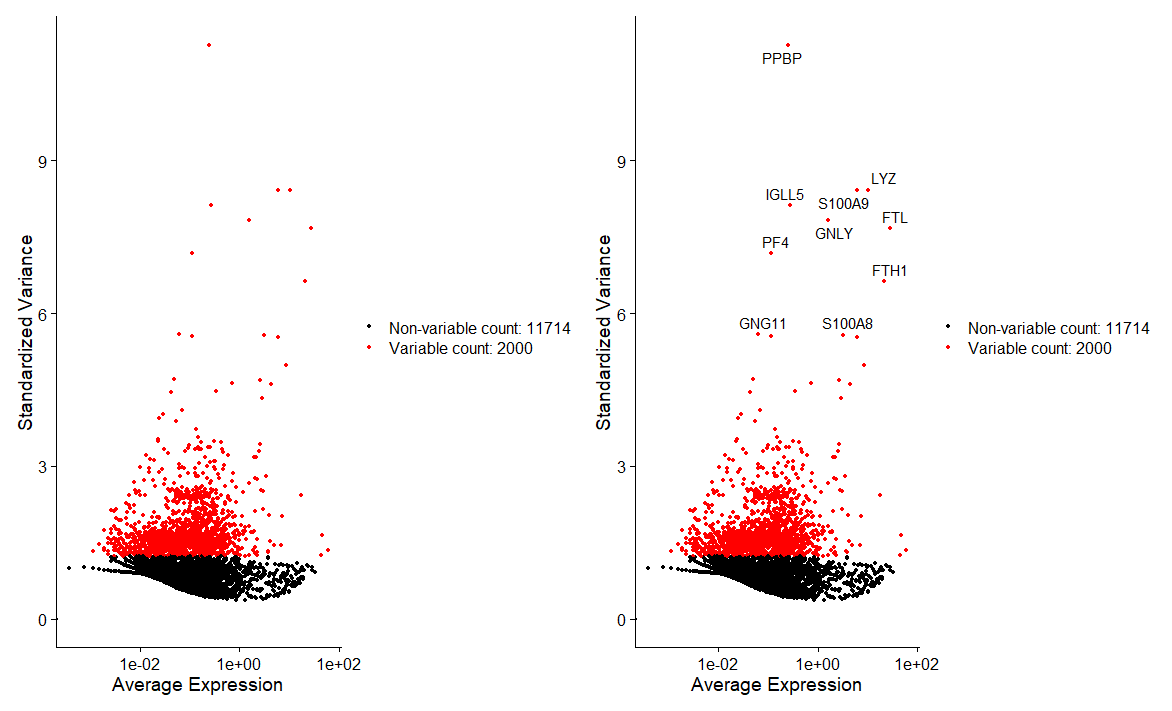 Standardized Variance
9
6
3
0
1e-02 1e+00 1e+02
Average Expression
Non-variable count: 11714
Variable count: 2000
Standardized Variance
9
6
3
0
PPBP
LYZ
IGLL5
S100A9
FTL
GNLY
PF4
FTH1
GNG11
S100A8
1e-02 1e+00 1e+02
Average Expression
Non-variable count: 11714
Variable count: 2000